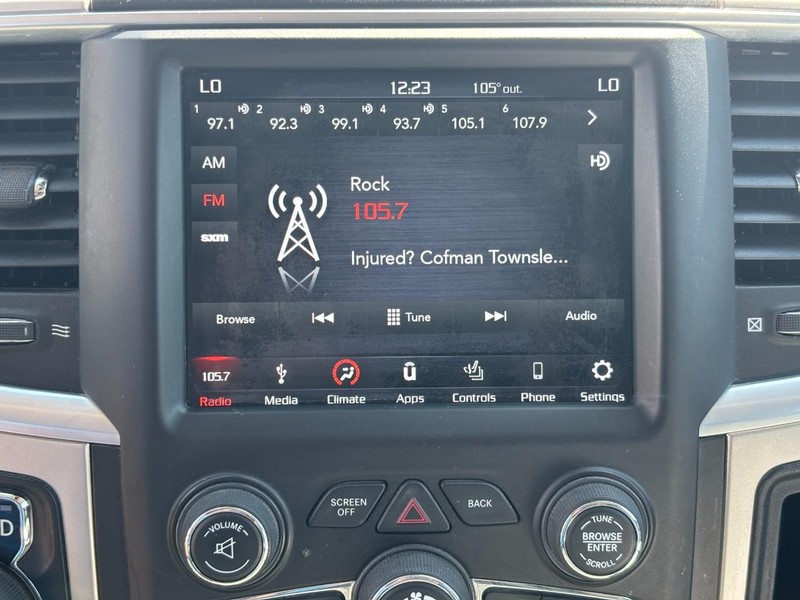 LO 12:23 105° out. LO
1 2 3 4 5 6
97.1 92.3 99.1 93.7 105.1 107.9
AM
HD
Rock
FM
105.7
sxm
Injured? Cofman Townsle...
Browse Tune Audio
105.7
Radio Media Climate Apps Controls Phone Settings
SCREEN
OFF
BACK
VOLUME
TUNE
BROWSE
ENTER
SCROLL
D